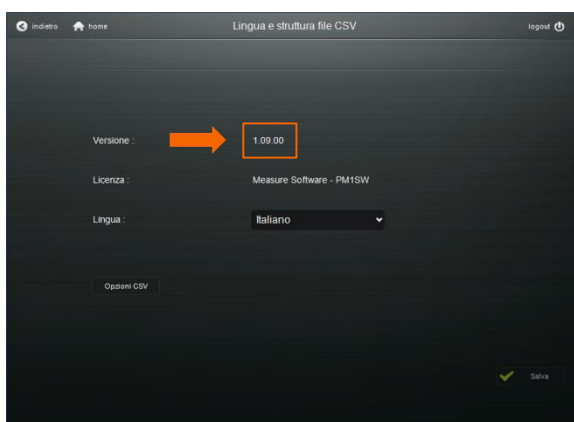 indietro home Lingua e struttura file CSV logout
Versione : 1.09.00
Licenza : Measure Software - PM1SW
Lingua : Italiano
Opzioni CSV
Salva